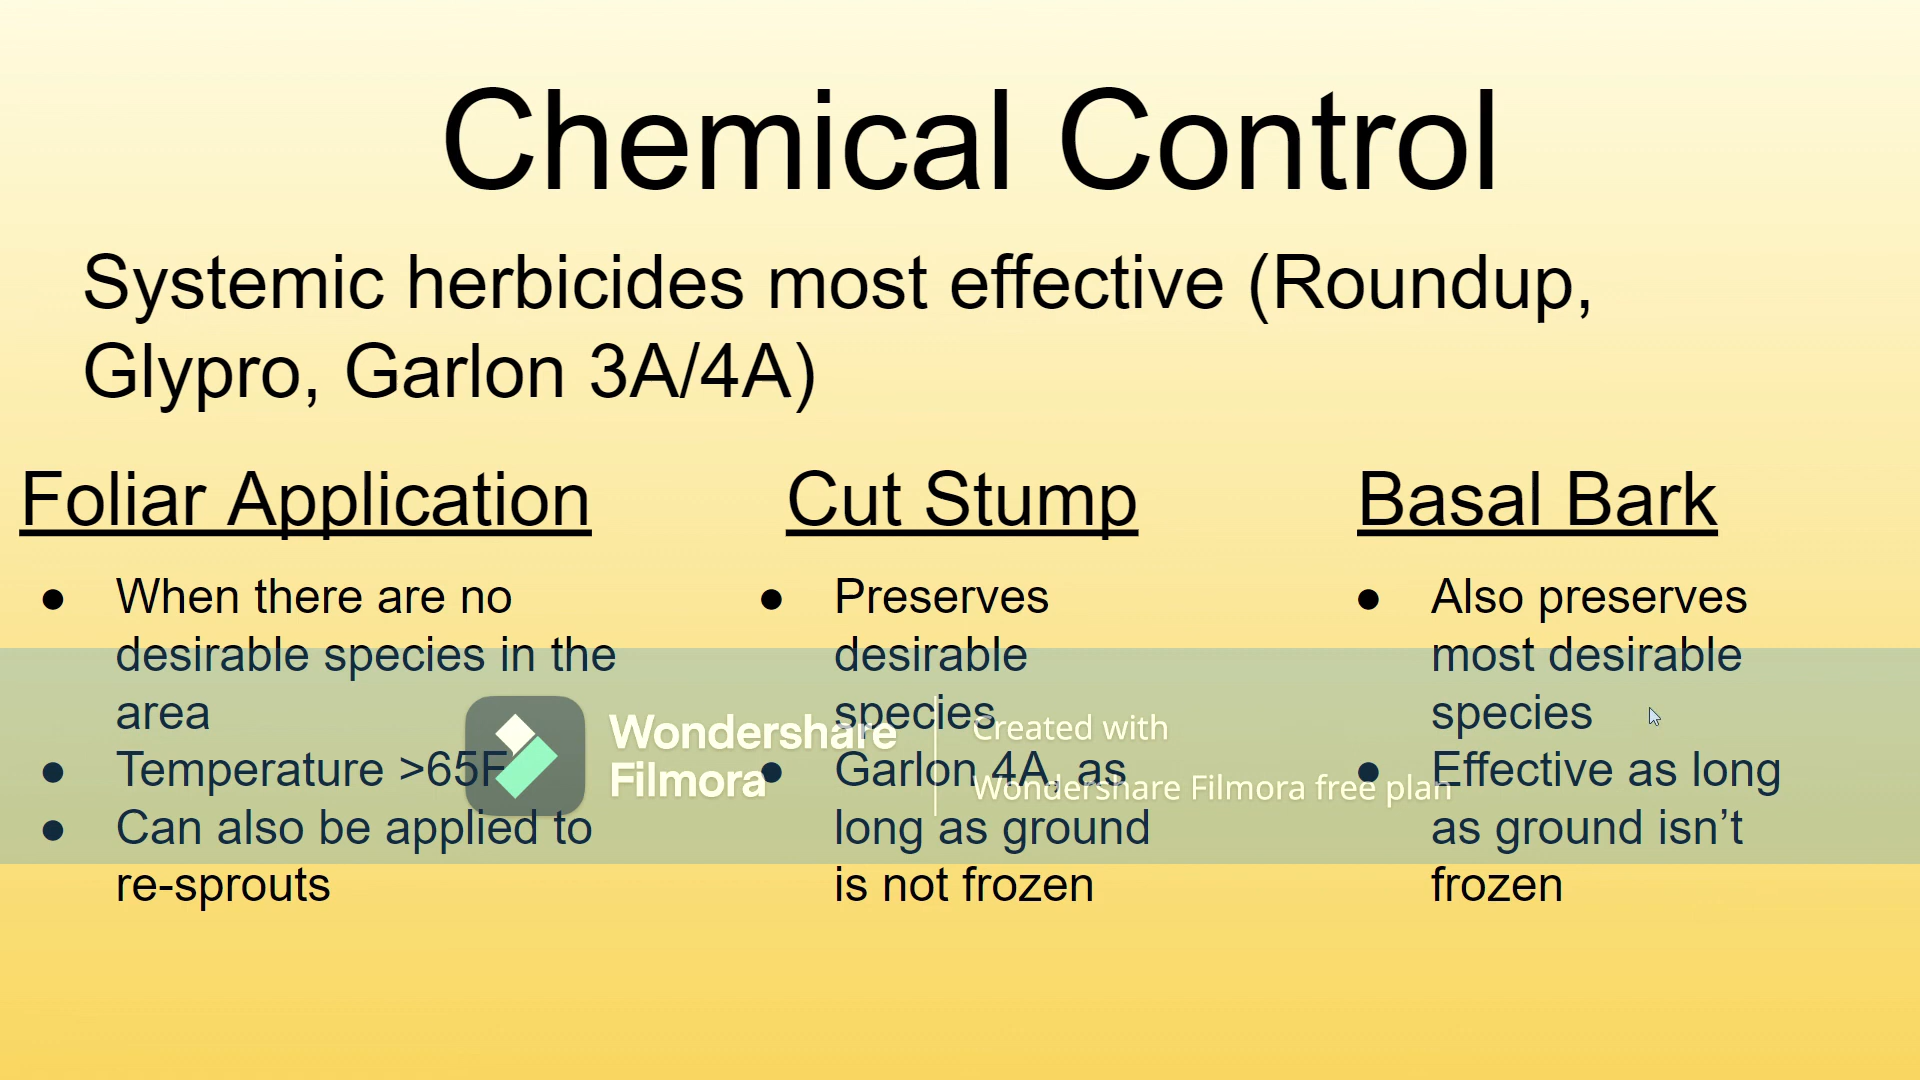 Chemical Control
Systemic herbicides most effective (Roundup,
Glypro, Garlon 3A/4A)
Foliar Application
● When there are no
desirable species in the
area
● Temperature >65F
● Can also be applied to
re-sprouts
Cut Stump
● Preserves
desirable
species
● Garlon 4A, as
long as ground
is not frozen
Basal Bark
● Also preserves
most desirable
species
● Effective as long
as ground isn’t
frozen
Wondershare
Filmora
Created with
Wondershare Filmora free plan